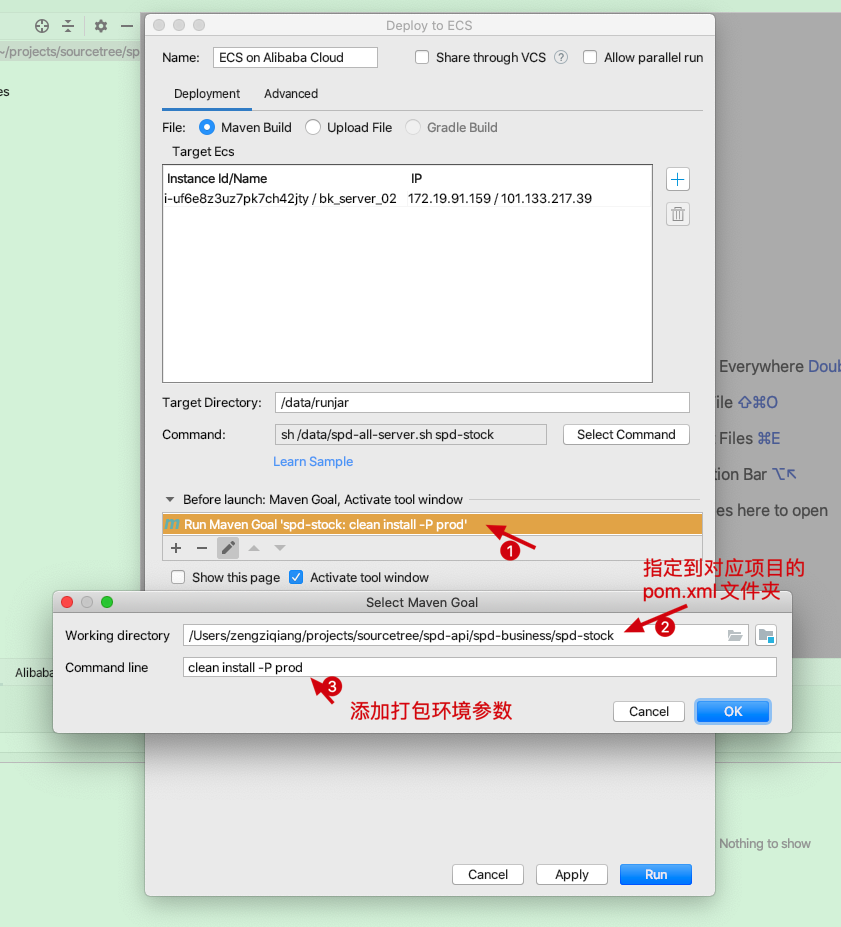 Deploy to ECS
~/projects/sourcetree/sp
es
Name: ECS on Alibaba Cloud Share through VCS ? Allow parallel run
Deployment Advanced
File: Maven Build Upload File Gradle Build
Target Ecs
Instance Id/Name IP
i-uf6e8z3uz7pk7ch42jty / bk_server_02 172.19.91.159 / 101.133.217.39
Everywhere Doub
ile ⇧⌘O
Files ⌘E
tion Bar ⌥↖
es here to open
Target Directory: /data/runjar
Command: sh /data/spd-all-server.sh spd-stock Select Command
Learn Sample
Before launch: Maven Goal, Activate tool window
m Run Maven Goal 'spd-stock: clean install -P prod'
1
Show this page Activate tool window
指定到对应项目的
pom.xml文件夹
Select Maven Goal
2
Working directory /Users/zengziqiang/projects/sourcetree/spd-api/spd-business/spd-stock
Command line clean install -P prod
3
添加打包环境参数
Cancel OK
Alibaba
Nothing to show
Cancel Apply Run